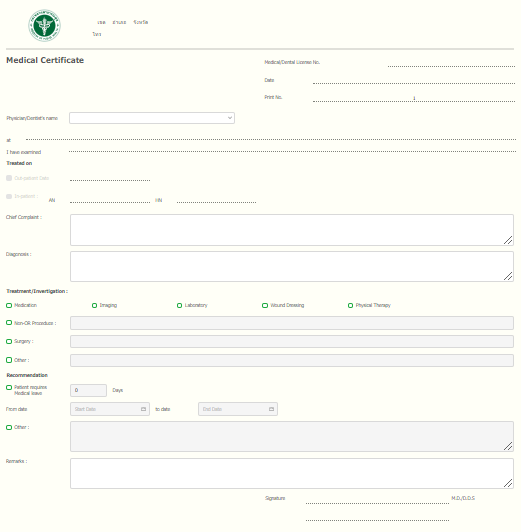 เขต อำเภอ จังหวัด
โทร
Medical Certificate
Medical/Dental License No.
Date
Print No. 1
Physician/Dentist's name
at
I have examined
Treated on
Out-patient Date
In-patient :
AN
HN
Chief Complaint :
Diagnonsis :
Treatment/Invertigation :
Medication Imaging Laboratory Wound Dressing Physical Therapy
Non-OR Procedure :
Surgery :
Other :
Recommendation
Patient requires Medical leave 0 Days
From date Start Date to date End Date
Other :
Remarks :
Signature M.D./D.D.S